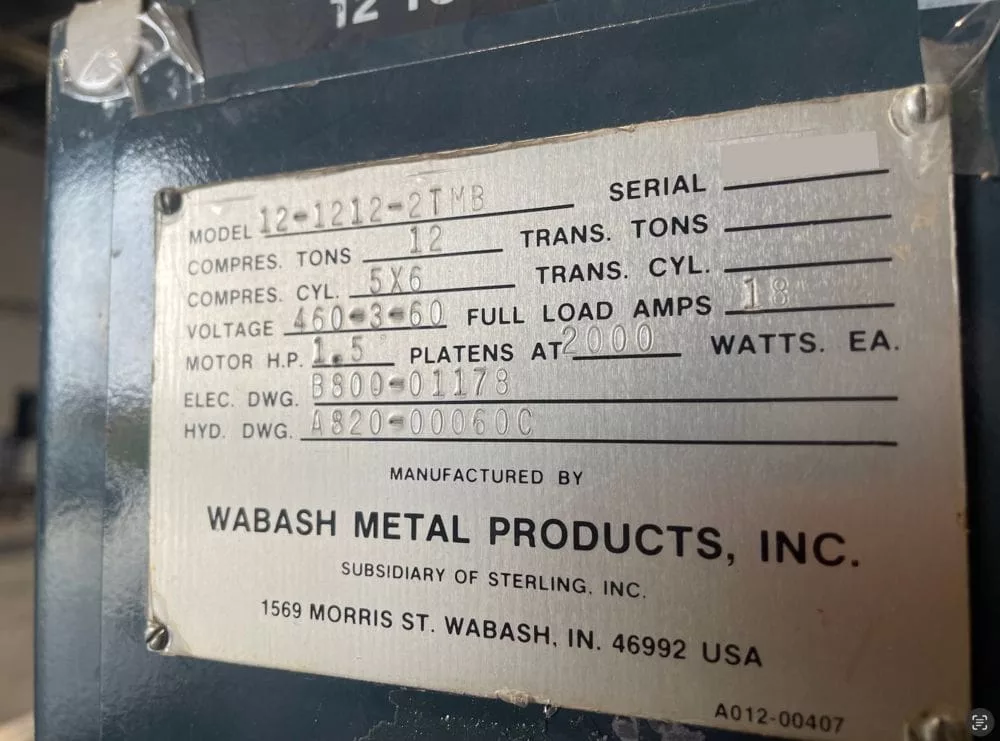 12
MODEL 12-1212-2TMB SERIAL
COMPRES. TONS 12 TRANS. TONS
COMPRES. CYL. 5X6 TRANS. CYL.
VOLTAGE 460-3-60 FULL LOAD AMPS 18
MOTOR H.P. 1.5 PLATENS AT 2000 WATTS. EA.
ELEC. DWG. B800-01178
HYD. DWG. A820-00060C
MANUFACTURED BY
WABASH METAL PRODUCTS, INC.
SUBSIDIARY OF STERLING, INC.
1569 MORRIS ST. WABASH, IN. 46992 USA
A012-00407